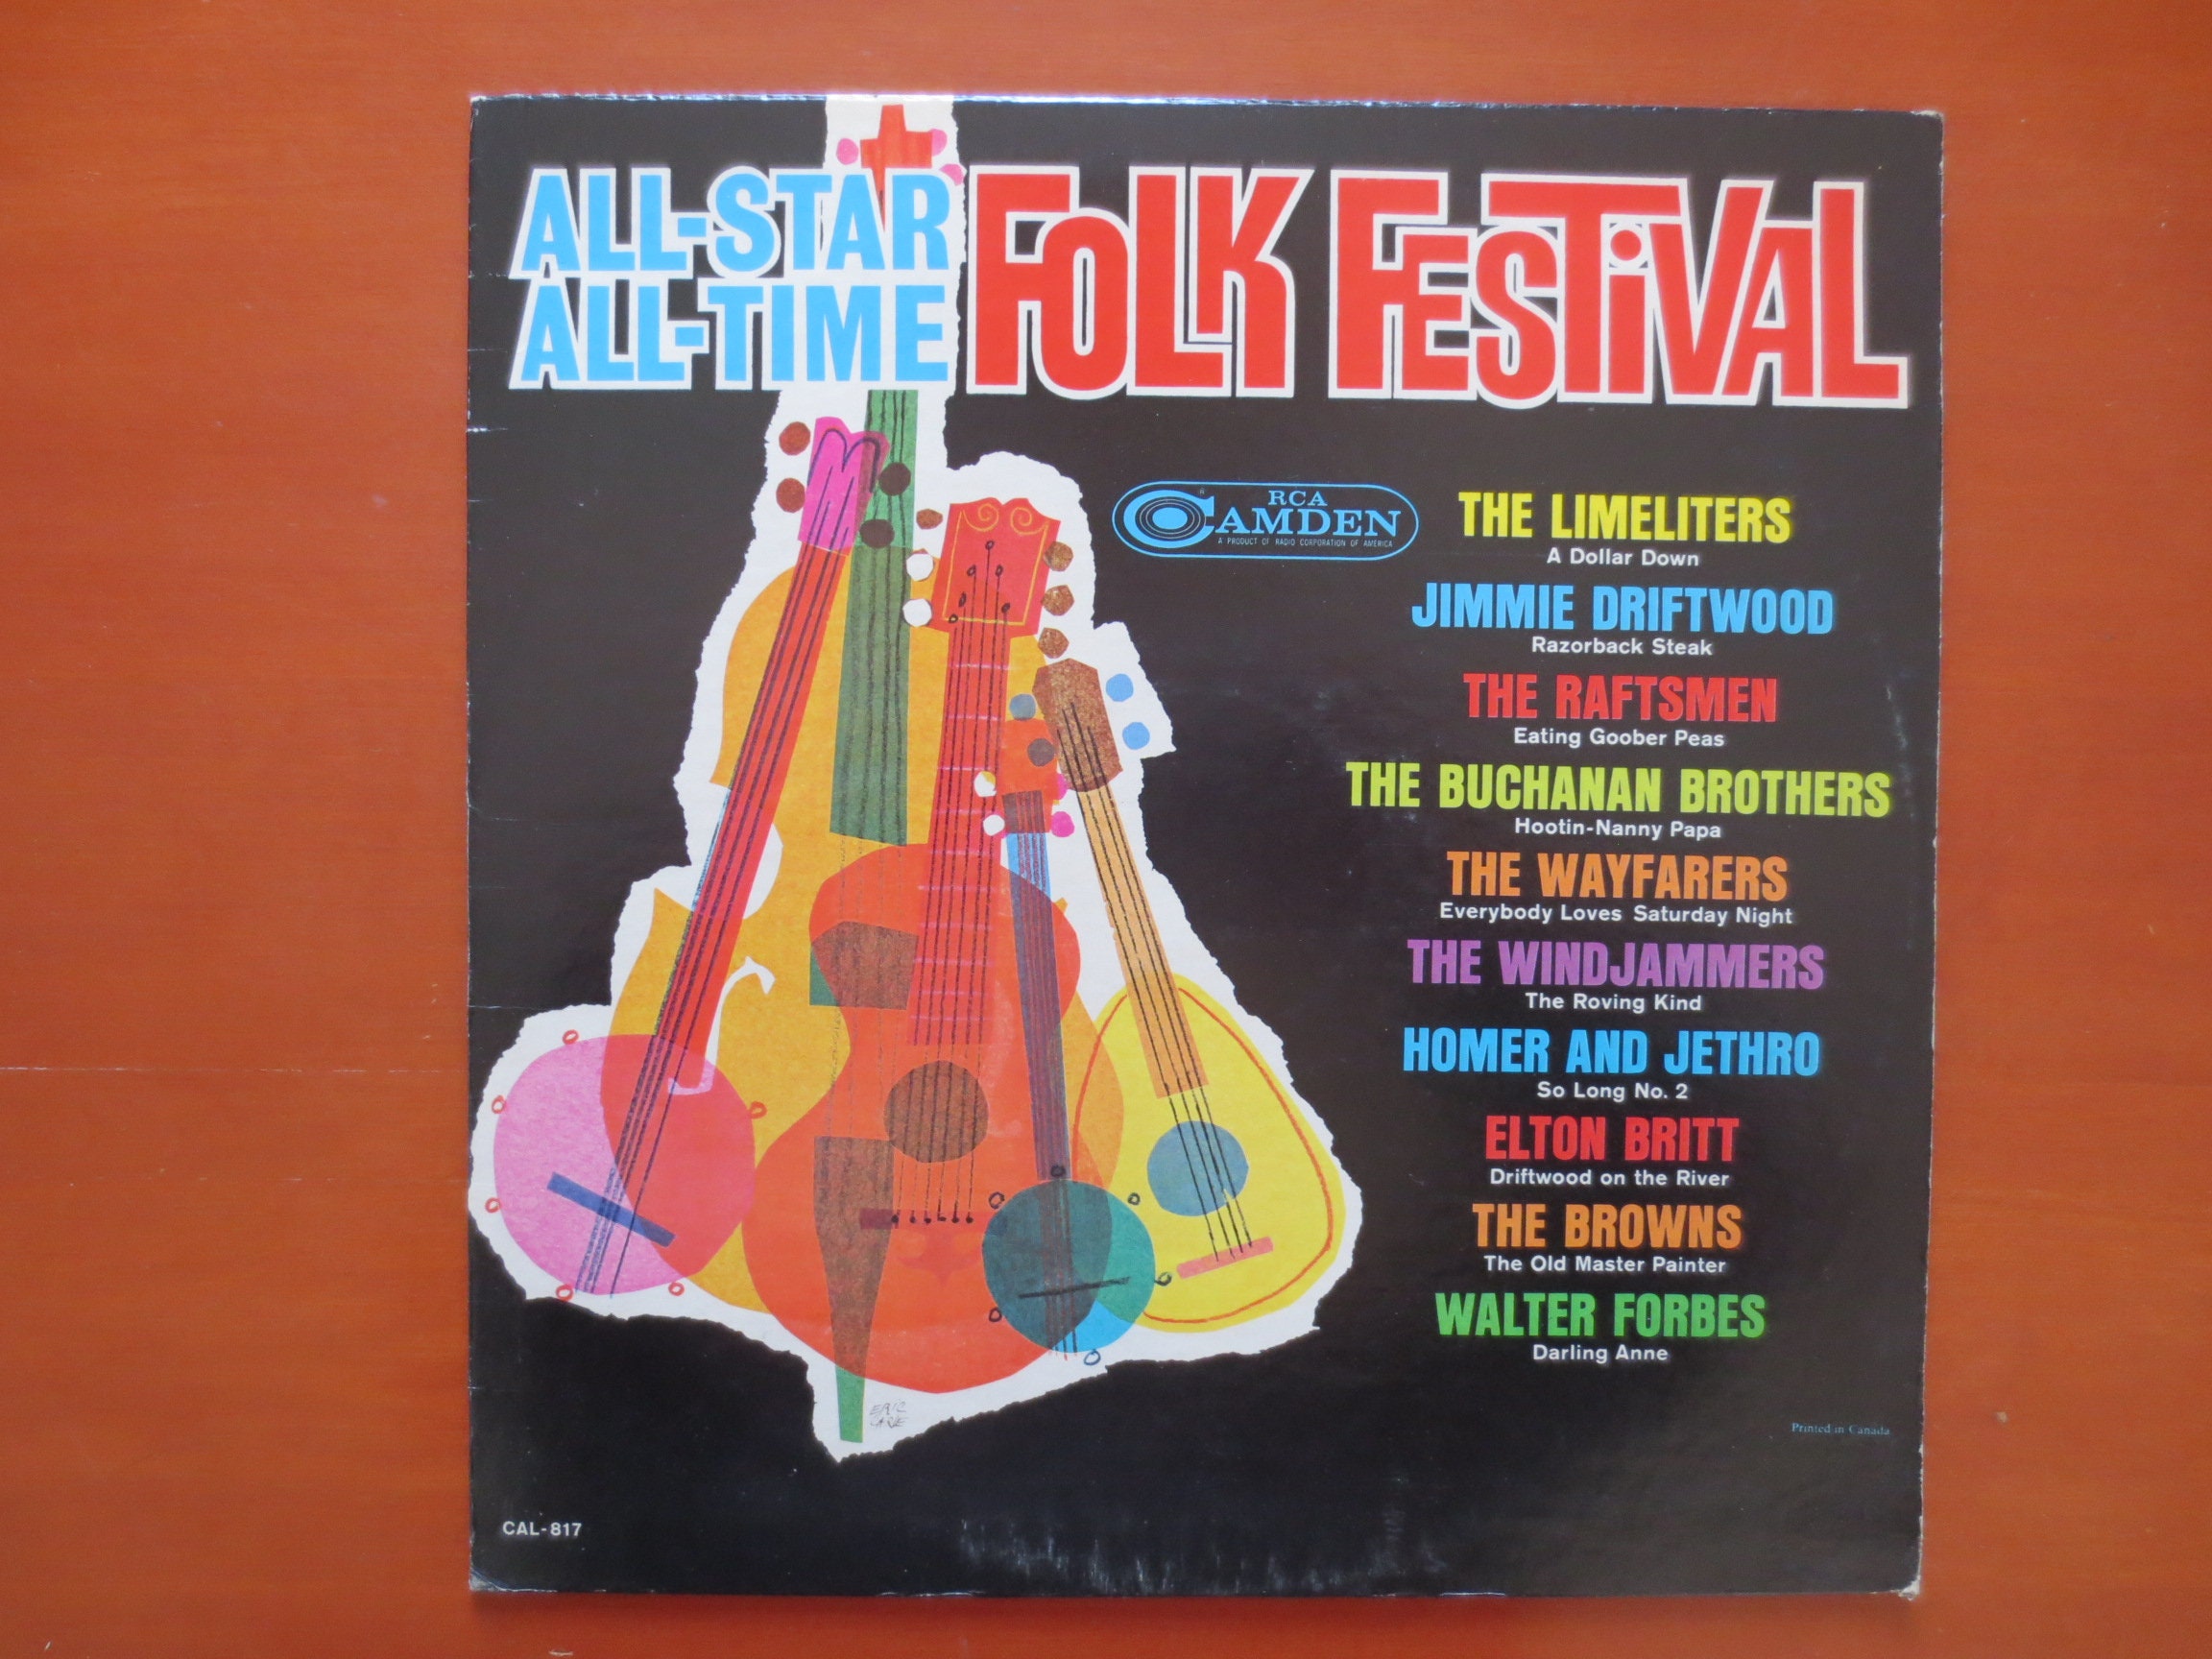 ALL-STAR
ALL-TIME
FOLK FESTIVAL
RCA
CAMDEN
®
A PRODUCT OF RADIO CORPORATION OF AMERICA
THE LIMELITERS
A Dollar Down
JIMMIE DRIFTWOOD
Razorback Steak
THE RAFTSMEN
Eating Goober Peas
THE BUCHANAN BROTHERS
Hootin-Nanny Papa
THE WAYFARERS
Everybody Loves Saturday Night
THE WINDJAMMERS
The Roving Kind
HOMER AND JETHRO
So Long No. 2
ELTON BRITT
Driftwood on the River
THE BROWNS
The Old Master Painter
WALTER FORBES
Darling Anne
ERIC
CARLE
Printed in Canada
CAL-817